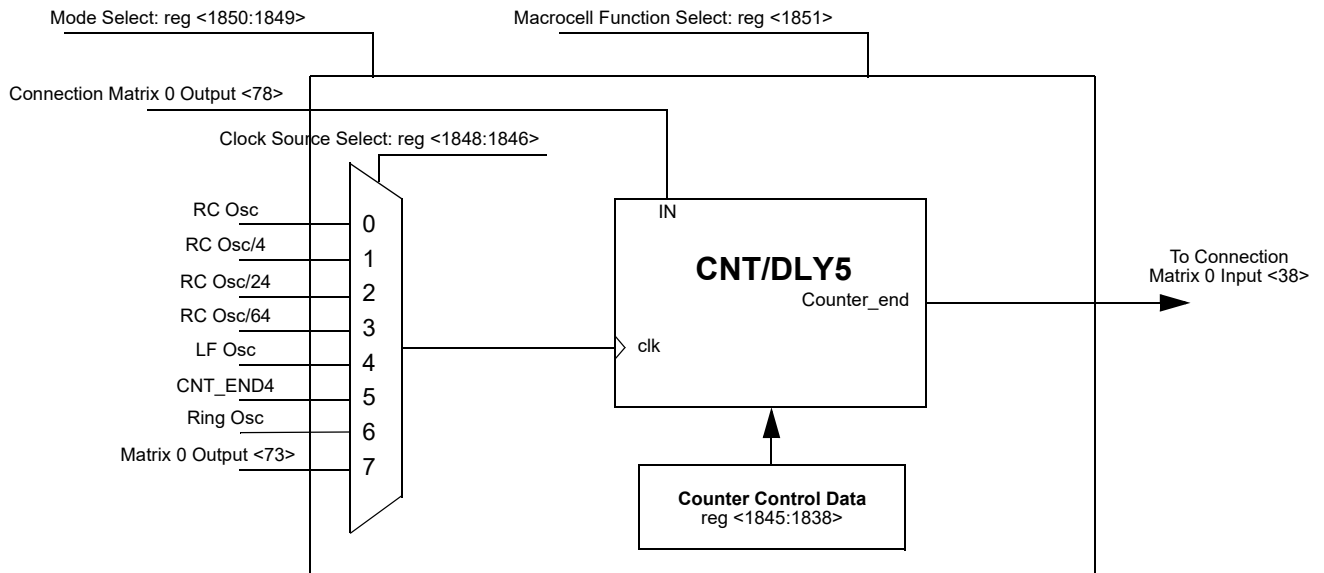 Mode Select: reg <1850:1849>
Macrocell Function Select: reg <1851>
Connection Matrix 0 Output <78>
Clock Source Select: reg <1848:1846>
RC Osc
0
RC Osc/4
1
RC Osc/24
2
RC Osc/64
3
LF Osc
4
CNT_END4
5
Ring Osc
6
Matrix 0 Output <73>
7
IN
CNT/DLY5
Counter_end
clk
To Connection
Matrix 0 Input <38>
Counter Control Data
reg <1845:1838>